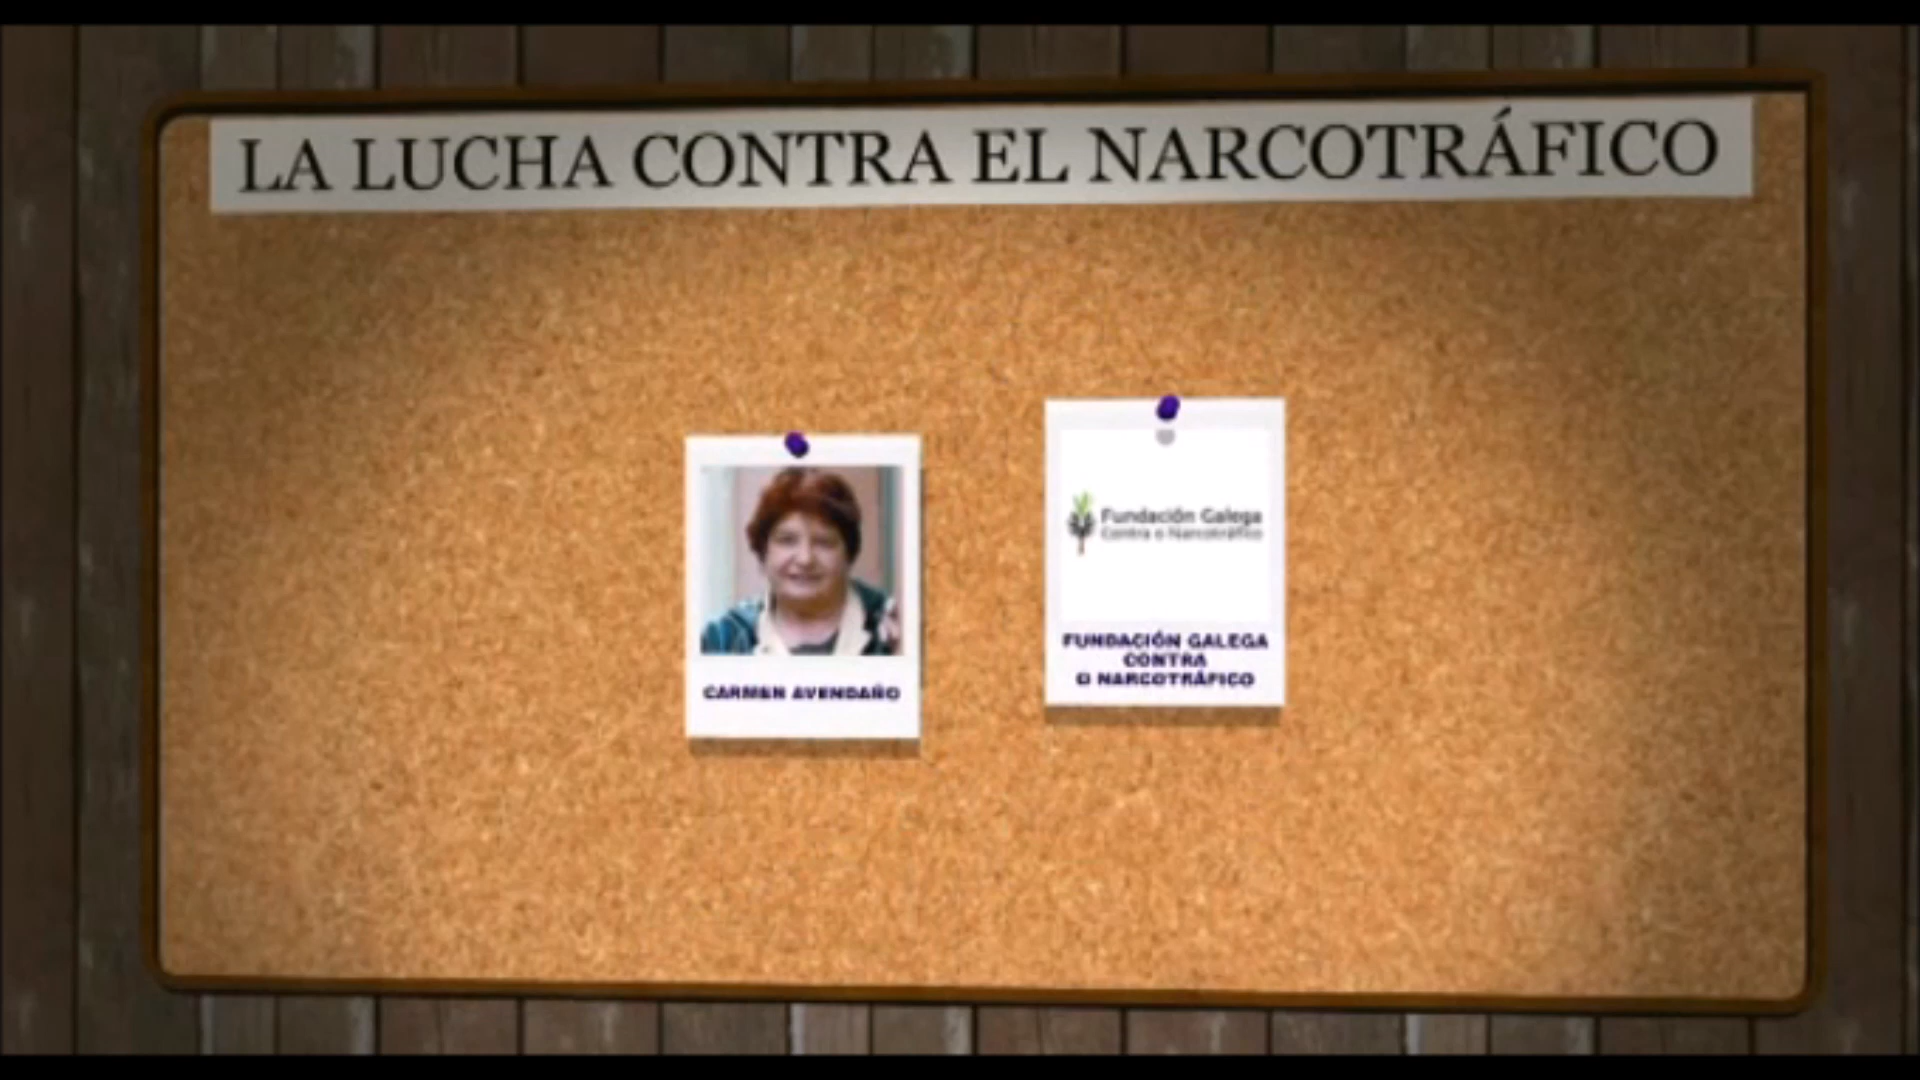 LA LUCHA CONTRA EL NARCOTRÁFICO
CARMEN AVENDAÑO
Fundación Galega
Contra o Narcotráfico
FUNDACIÓN GALEGA
CONTRA
O NARCOTRÁFICO